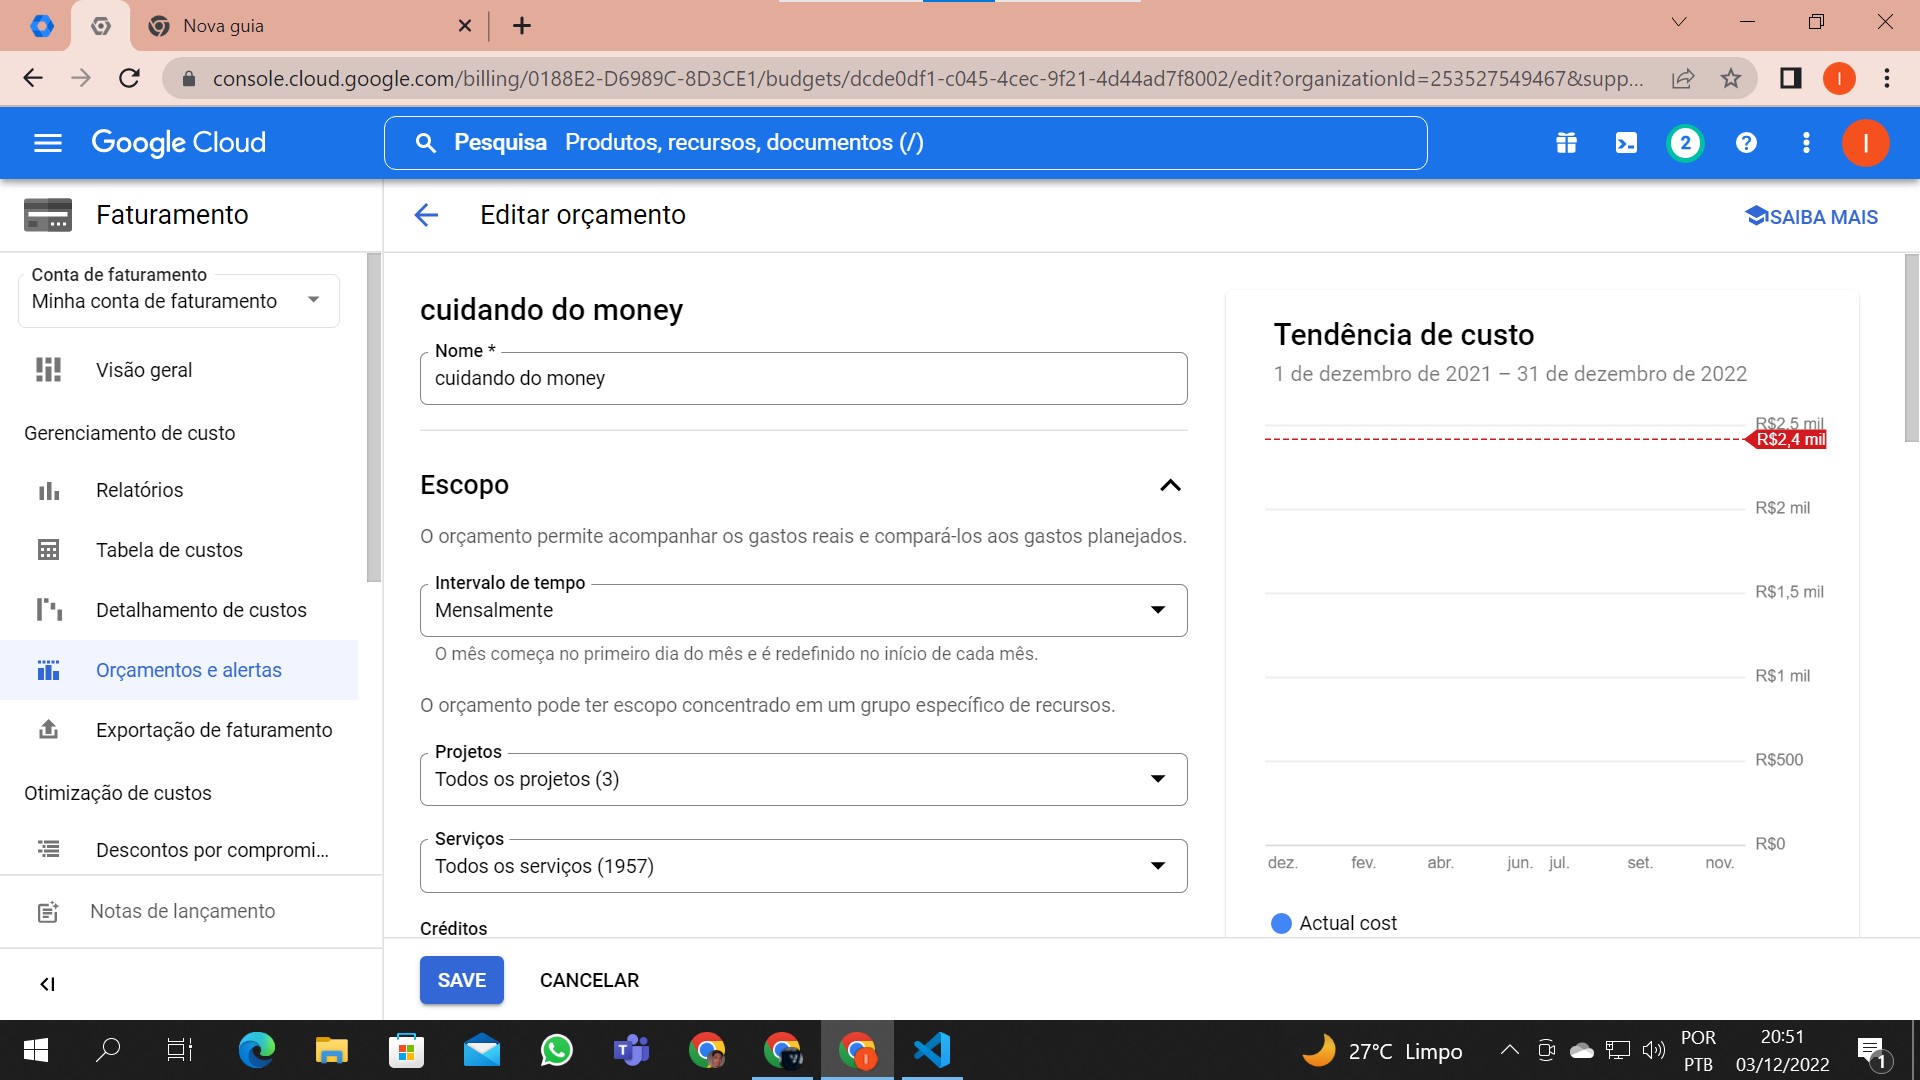 Nova guia
console.cloud.google.com/billing/0188E2-D6989C-8D3CE1/budgets/dcde0df1-c045-4cec-9f21-4d44ad7f8002/edit?organizationId=253527549467&supp...
I
Google Cloud
Pesquisa Produtos, recursos, documentos (/)
2
I
Faturamento
Editar orçamento
SAIBA MAIS
Conta de faturamento
Minha conta de faturamento
Visão geral
Gerenciamento de custo
Relatórios
Tabela de custos
Detalhamento de custos
Orçamentos e alertas
Exportação de faturamento
Otimização de custos
Descontos por compromi...
Notas de lançamento
cuidando do money
Nome *
cuidando do money
Escopo
O orçamento permite acompanhar os gastos reais e compará-los aos gastos planejados.
Intervalo de tempo
Mensalmente
O mês começa no primeiro dia do mês e é redefinido no início de cada mês.
O orçamento pode ter escopo concentrado em um grupo específico de recursos.
Projetos
Todos os projetos (3)
Serviços
Todos os serviços (1957)
Créditos
SAVE
CANCELAR
Tendência de custo
1 de dezembro de 2021 – 31 de dezembro de 2022
R$2,5 mil
R$2,4 mil
R$2 mil
R$1,5 mil
R$1 mil
R$500
R$0
dez. fev. abr. jun. jul. set. nov.
Actual cost
27°C Limpo
POR
PTB
20:51
03/12/2022
1